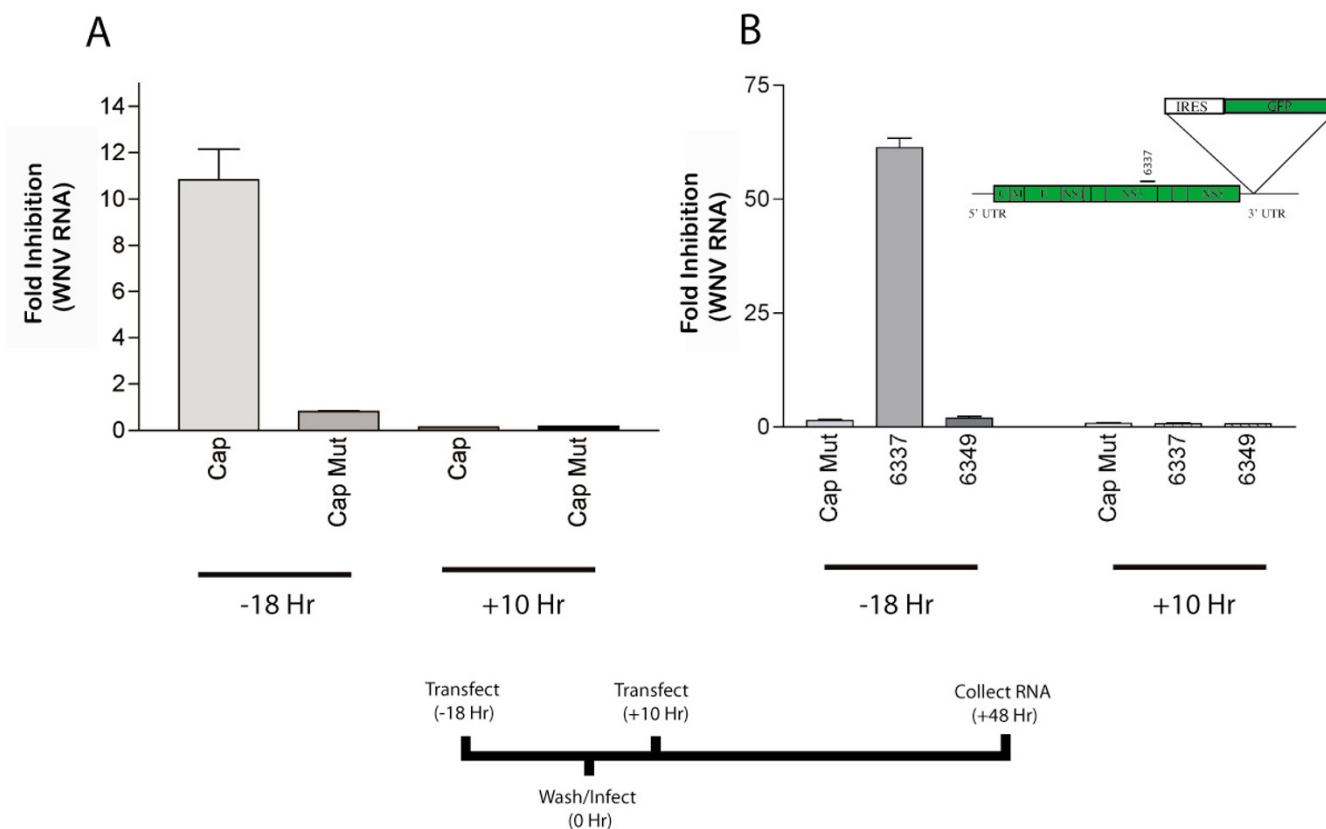 A
Fold Inhibition
(WNV RNA)
14
12
10
8
6
4
2
0
Cap
Cap Mut
Cap
Cap Mut
-18 Hr
+10 Hr
B
Fold Inhibition
(WNV RNA)
75
50
25
0
IRES
GFP
6337
C M E NS1 NS3 NS5
5' UTR
3' UTR
Cap Mut
6337
6349
Cap Mut
6337
6349
-18 Hr
+10 Hr
Transfect
(-18 Hr)
Transfect
(+10 Hr)
Collect RNA
(+48 Hr)
Wash/Infect
(0 Hr)